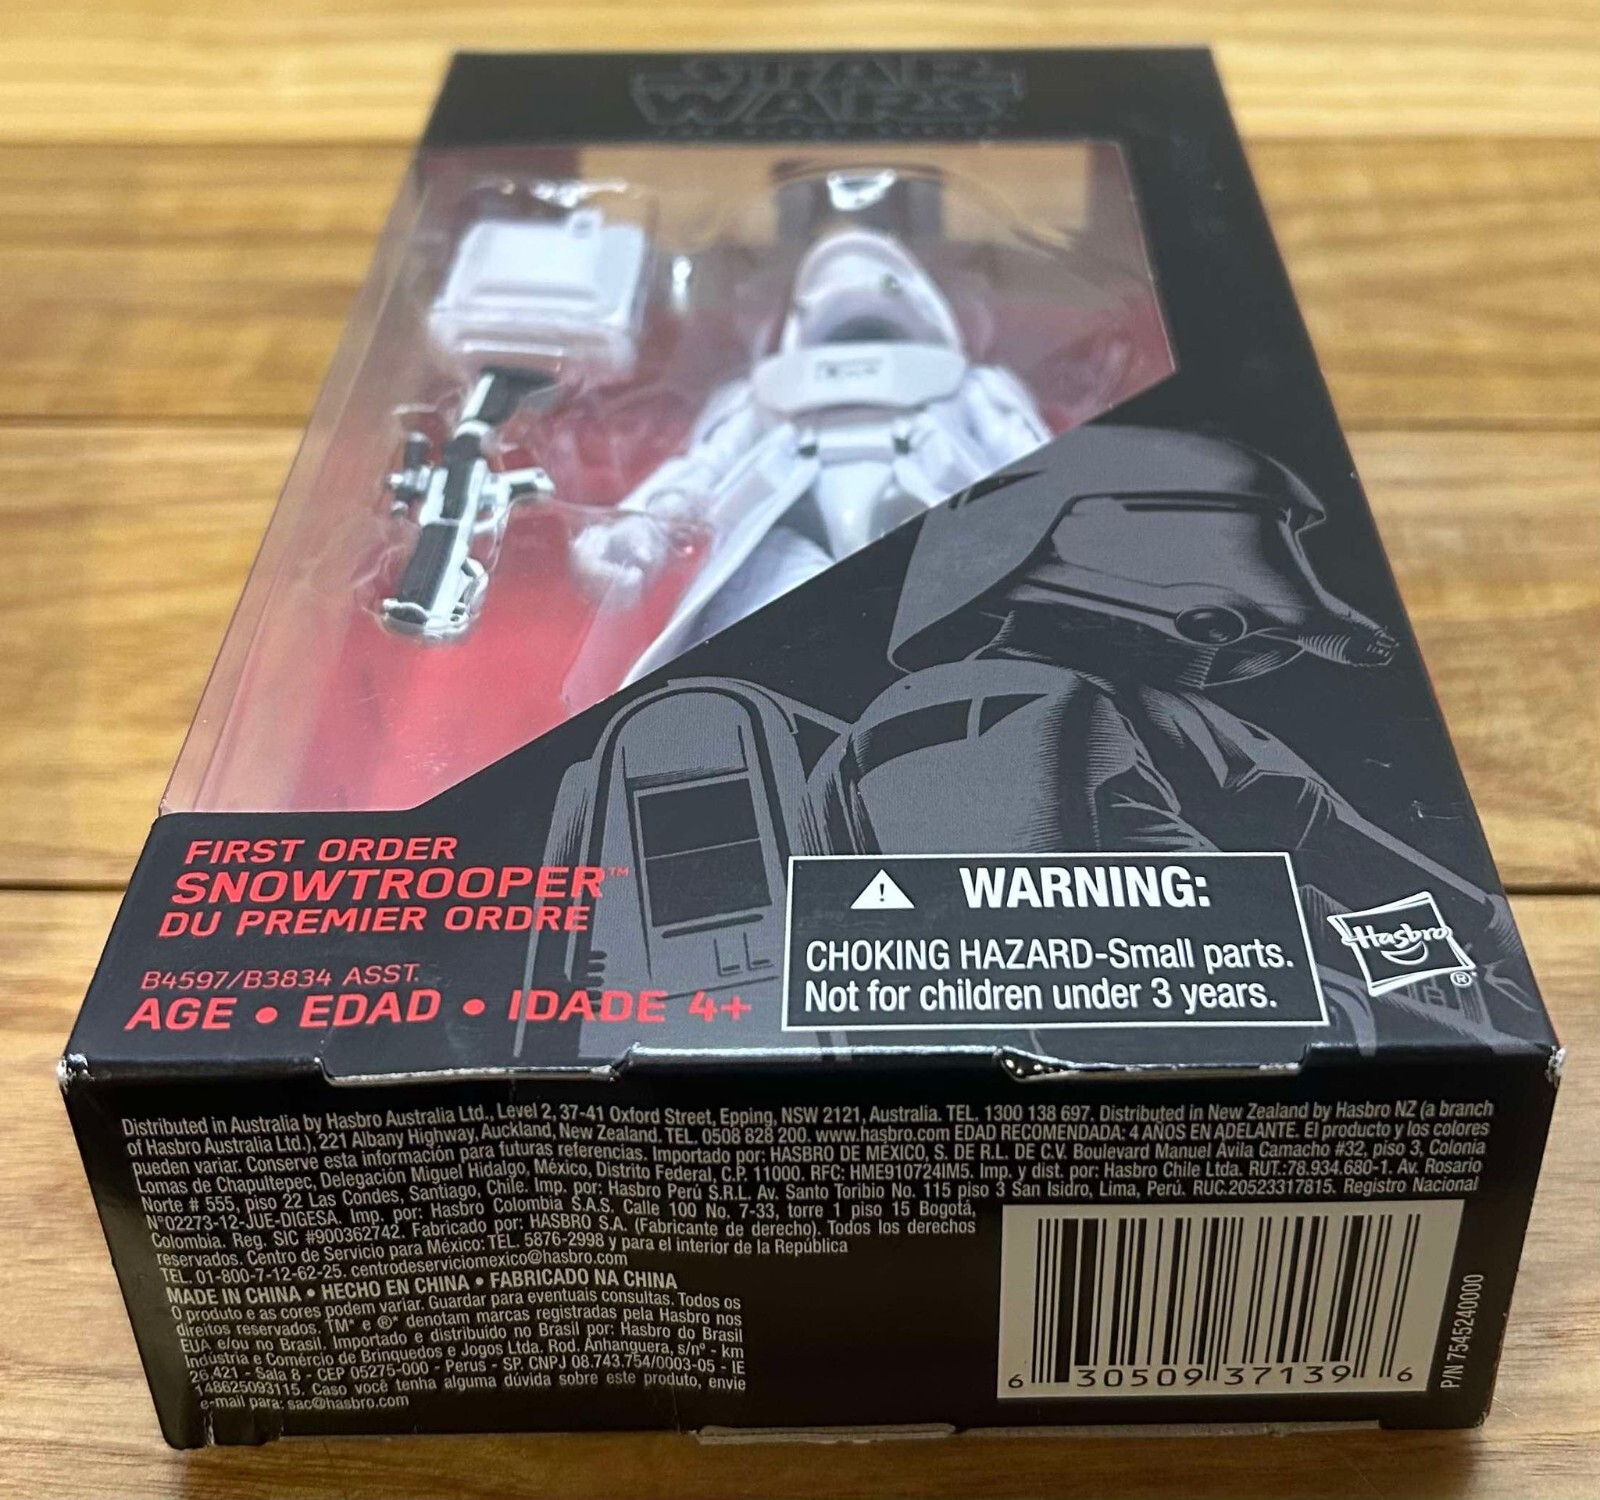 STAR
WARS
THE BLACK SERIES
FIRST ORDER
SNOWTROOPER™
DU PREMIER ORDRE
B4597/B3834 ASST.
AGE • EDAD • IDADE 4+
WARNING:
CHOKING HAZARD-Small parts.
Not for children under 3 years.
Hasbro
®
Distributed in Australia by Hasbro Australia Ltd., Level 2, 37-41 Oxford Street, Epping, NSW 2121, Australia. TEL. 1300 138 697. Distributed in New Zealand by Hasbro NZ (a branch
of Hasbro Australia Ltd.), 221 Albany Highway, Auckland, New Zealand. TEL. 0508 828 200. www.hasbro.com EDAD RECOMENDADA: 4 AÑOS EN ADELANTE. El producto y los colores
pueden variar. Conserve esta información para futuras referencias. Importado por: HASBRO DE MÉXICO, S. DE R.L. DE C.V. Boulevard Manuel Ávila Camacho #32, piso 3, Colonia
Lomas de Chapultepec, Delegación Miguel Hidalgo, México, Distrito Federal, C.P. 11000. RFC: HME910724IM5. Imp. y dist. por: Hasbro Chile Ltda. RUT.:78.934.680-1. Av. Rosario
Norte # 555, piso 22 Las Condes, Santiago, Chile. Imp. por: Hasbro Perú S.R.L. Av. Santo Toribio No. 115 piso 3 San Isidro, Lima, Perú. RUC.20523317815. Registro Nacional
N°02273-12-JUE-DIGESA. Imp. por: Hasbro Colombia S.A.S. Calle 100 No. 7-33, torre 1 piso 15 Bogotá,
Colombia. Reg. SIC #900362742. Fabricado por: HASBRO S.A. (Fabricante de derecho). Todos los derechos
reservados. Centro de Servicio para México: TEL. 5876-2998 y para el interior de la República
TEL. 01-800-7-12-62-25. centrodeserviciomexico@hasbro.com
MADE IN CHINA • HECHO EN CHINA • FABRICADO NA CHINA
O produto e as cores podem variar. Guardar para eventuais consultas. Todos os
direitos reservados. TM* e ®* denotam marcas registradas pela Hasbro nos
EUA e/ou no Brasil. Importado e distribuído no Brasil por: Hasbro do Brasil
Indústria e Comércio de Brinquedos e Jogos Ltda. Rod. Anhanguera, s/nº - km
26,421 - Sala 8 - CEP 05275-000 - Perus - SP. CNPJ 08.743.754/0003-05 - IE
148625093115. Caso você tenha alguma dúvida sobre este produto, envie
e-mail para: sac@hasbro.com
6 30509 37139 6
P/N 7545240000